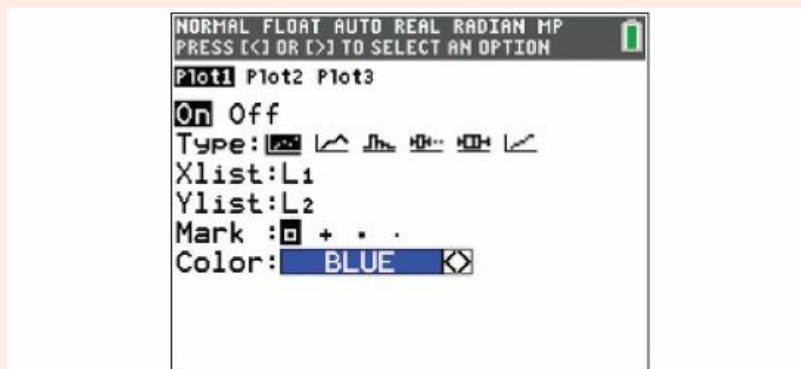 NORMAL FLOAT AUTO REAL RADIAN MP
PRESS [<] OR [>] TO SELECT AN OPTION
Plot1 Plot2 Plot3
On Off
Type:
Xlist:L1
Ylist:L2
Mark :
Color: BLUE